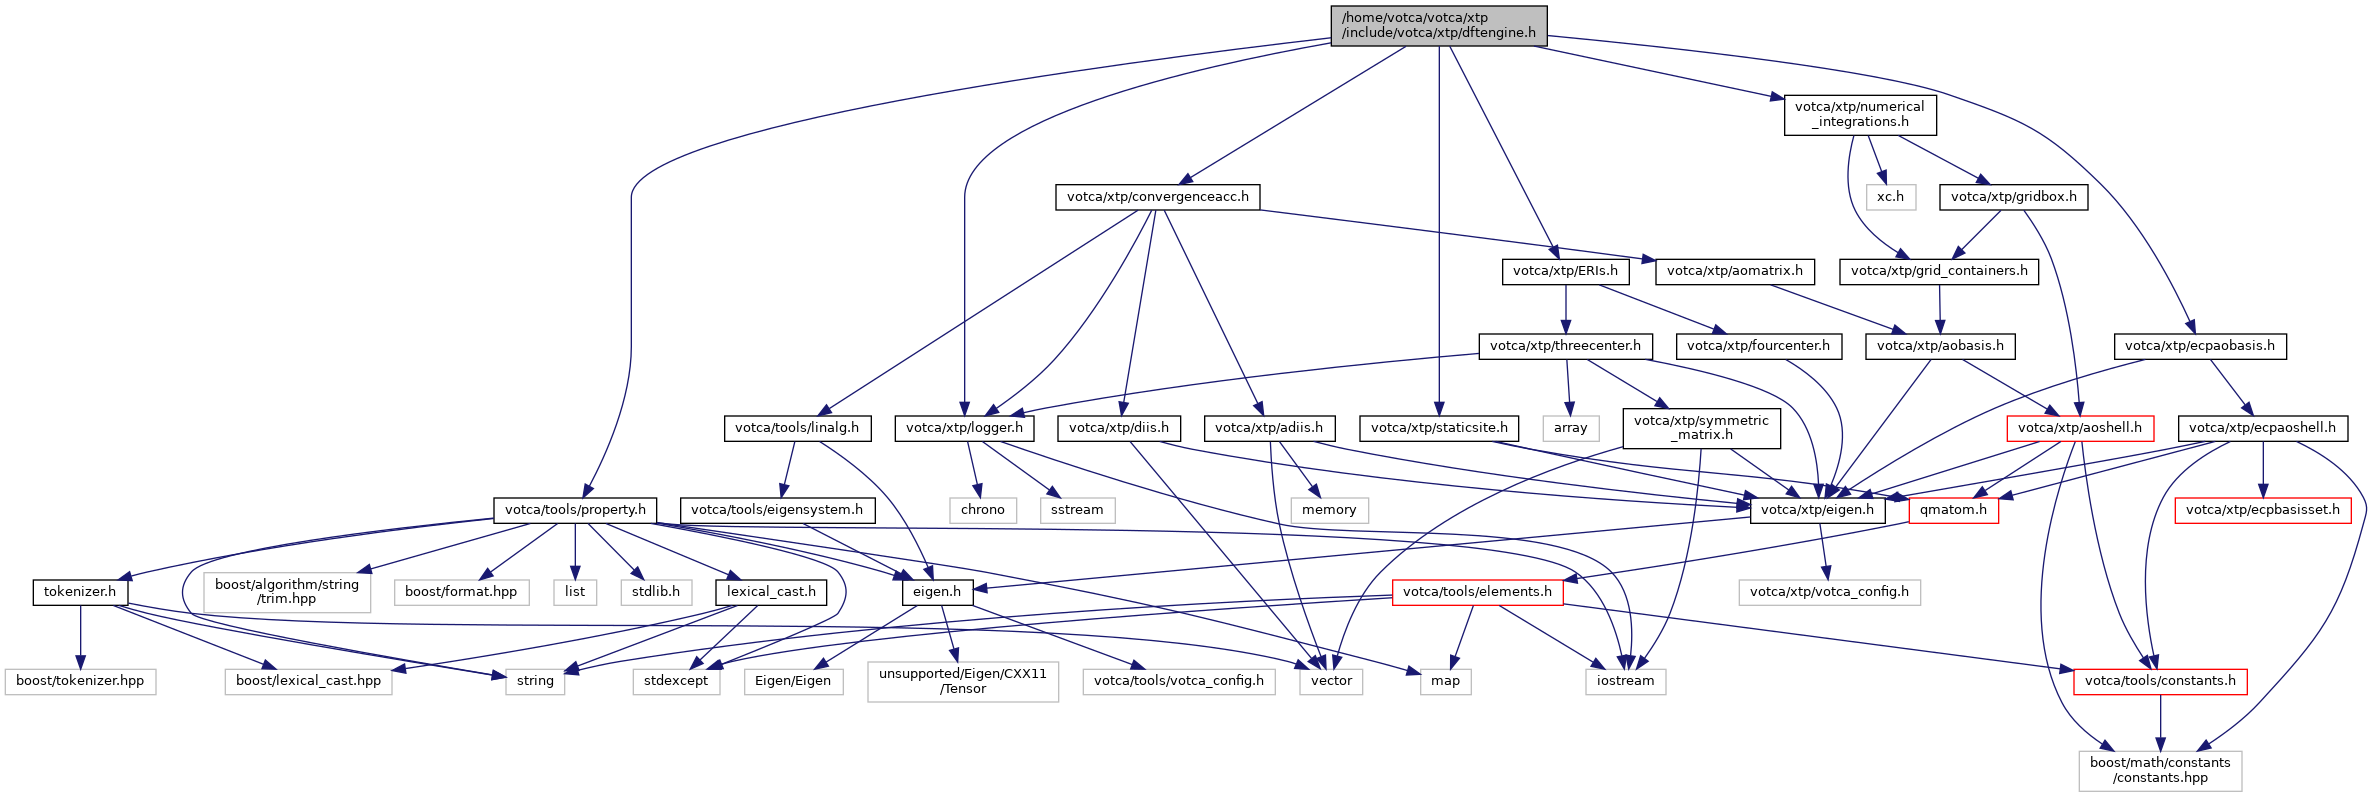 /home/votca/votca/xtp
/include/votca/xtp/dftengine.h
votca/xtp/numerical
_integrations.h
votca/xtp/convergenceacc.h
xc.h
votca/xtp/gridbox.h
votca/xtp/ERIs.h
votca/xtp/aomatrix.h
votca/xtp/grid_containers.h
votca/xtp/threecenter.h
votca/xtp/fourcenter.h
votca/xtp/aobasis.h
votca/xtp/ecpaobasis.h
votca/tools/linalg.h
votca/xtp/logger.h
votca/xtp/diis.h
votca/xtp/adiis.h
votca/xtp/staticsite.h
array
votca/xtp/symmetric
_matrix.h
votca/xtp/aoshell.h
votca/xtp/ecpaoshell.h
votca/tools/property.h
votca/tools/eigensystem.h
chrono
sstream
memory
votca/xtp/eigen.h
qmatom.h
votca/xtp/ecpbasisset.h
tokenizer.h
boost/algorithm/string
/trim.hpp
boost/format.hpp
list
stdlib.h
lexical_cast.h
eigen.h
votca/tools/elements.h
votca/xtp/votca_config.h
boost/tokenizer.hpp
boost/lexical_cast.hpp
string
stdexcept
Eigen/Eigen
unsupported/Eigen/CXX11
/Tensor
votca/tools/votca_config.h
vector
map
iostream
votca/tools/constants.h
boost/math/constants
/constants.hpp